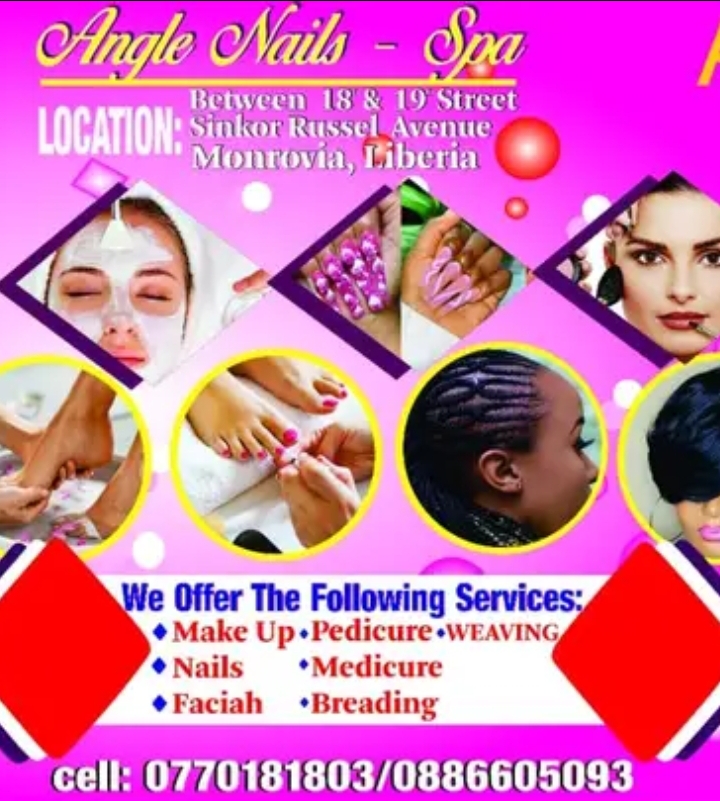 Angle Nails - Spa
LOCATION: Between 18' & 19' Street
Sinkor Russel Avenue
Monrovia, Liberia
We Offer The Following Services:
Make Up •Pedicure •WEAVING
Nails •Medicure
Faciah •Breading
cell: 0770181803/0886605093